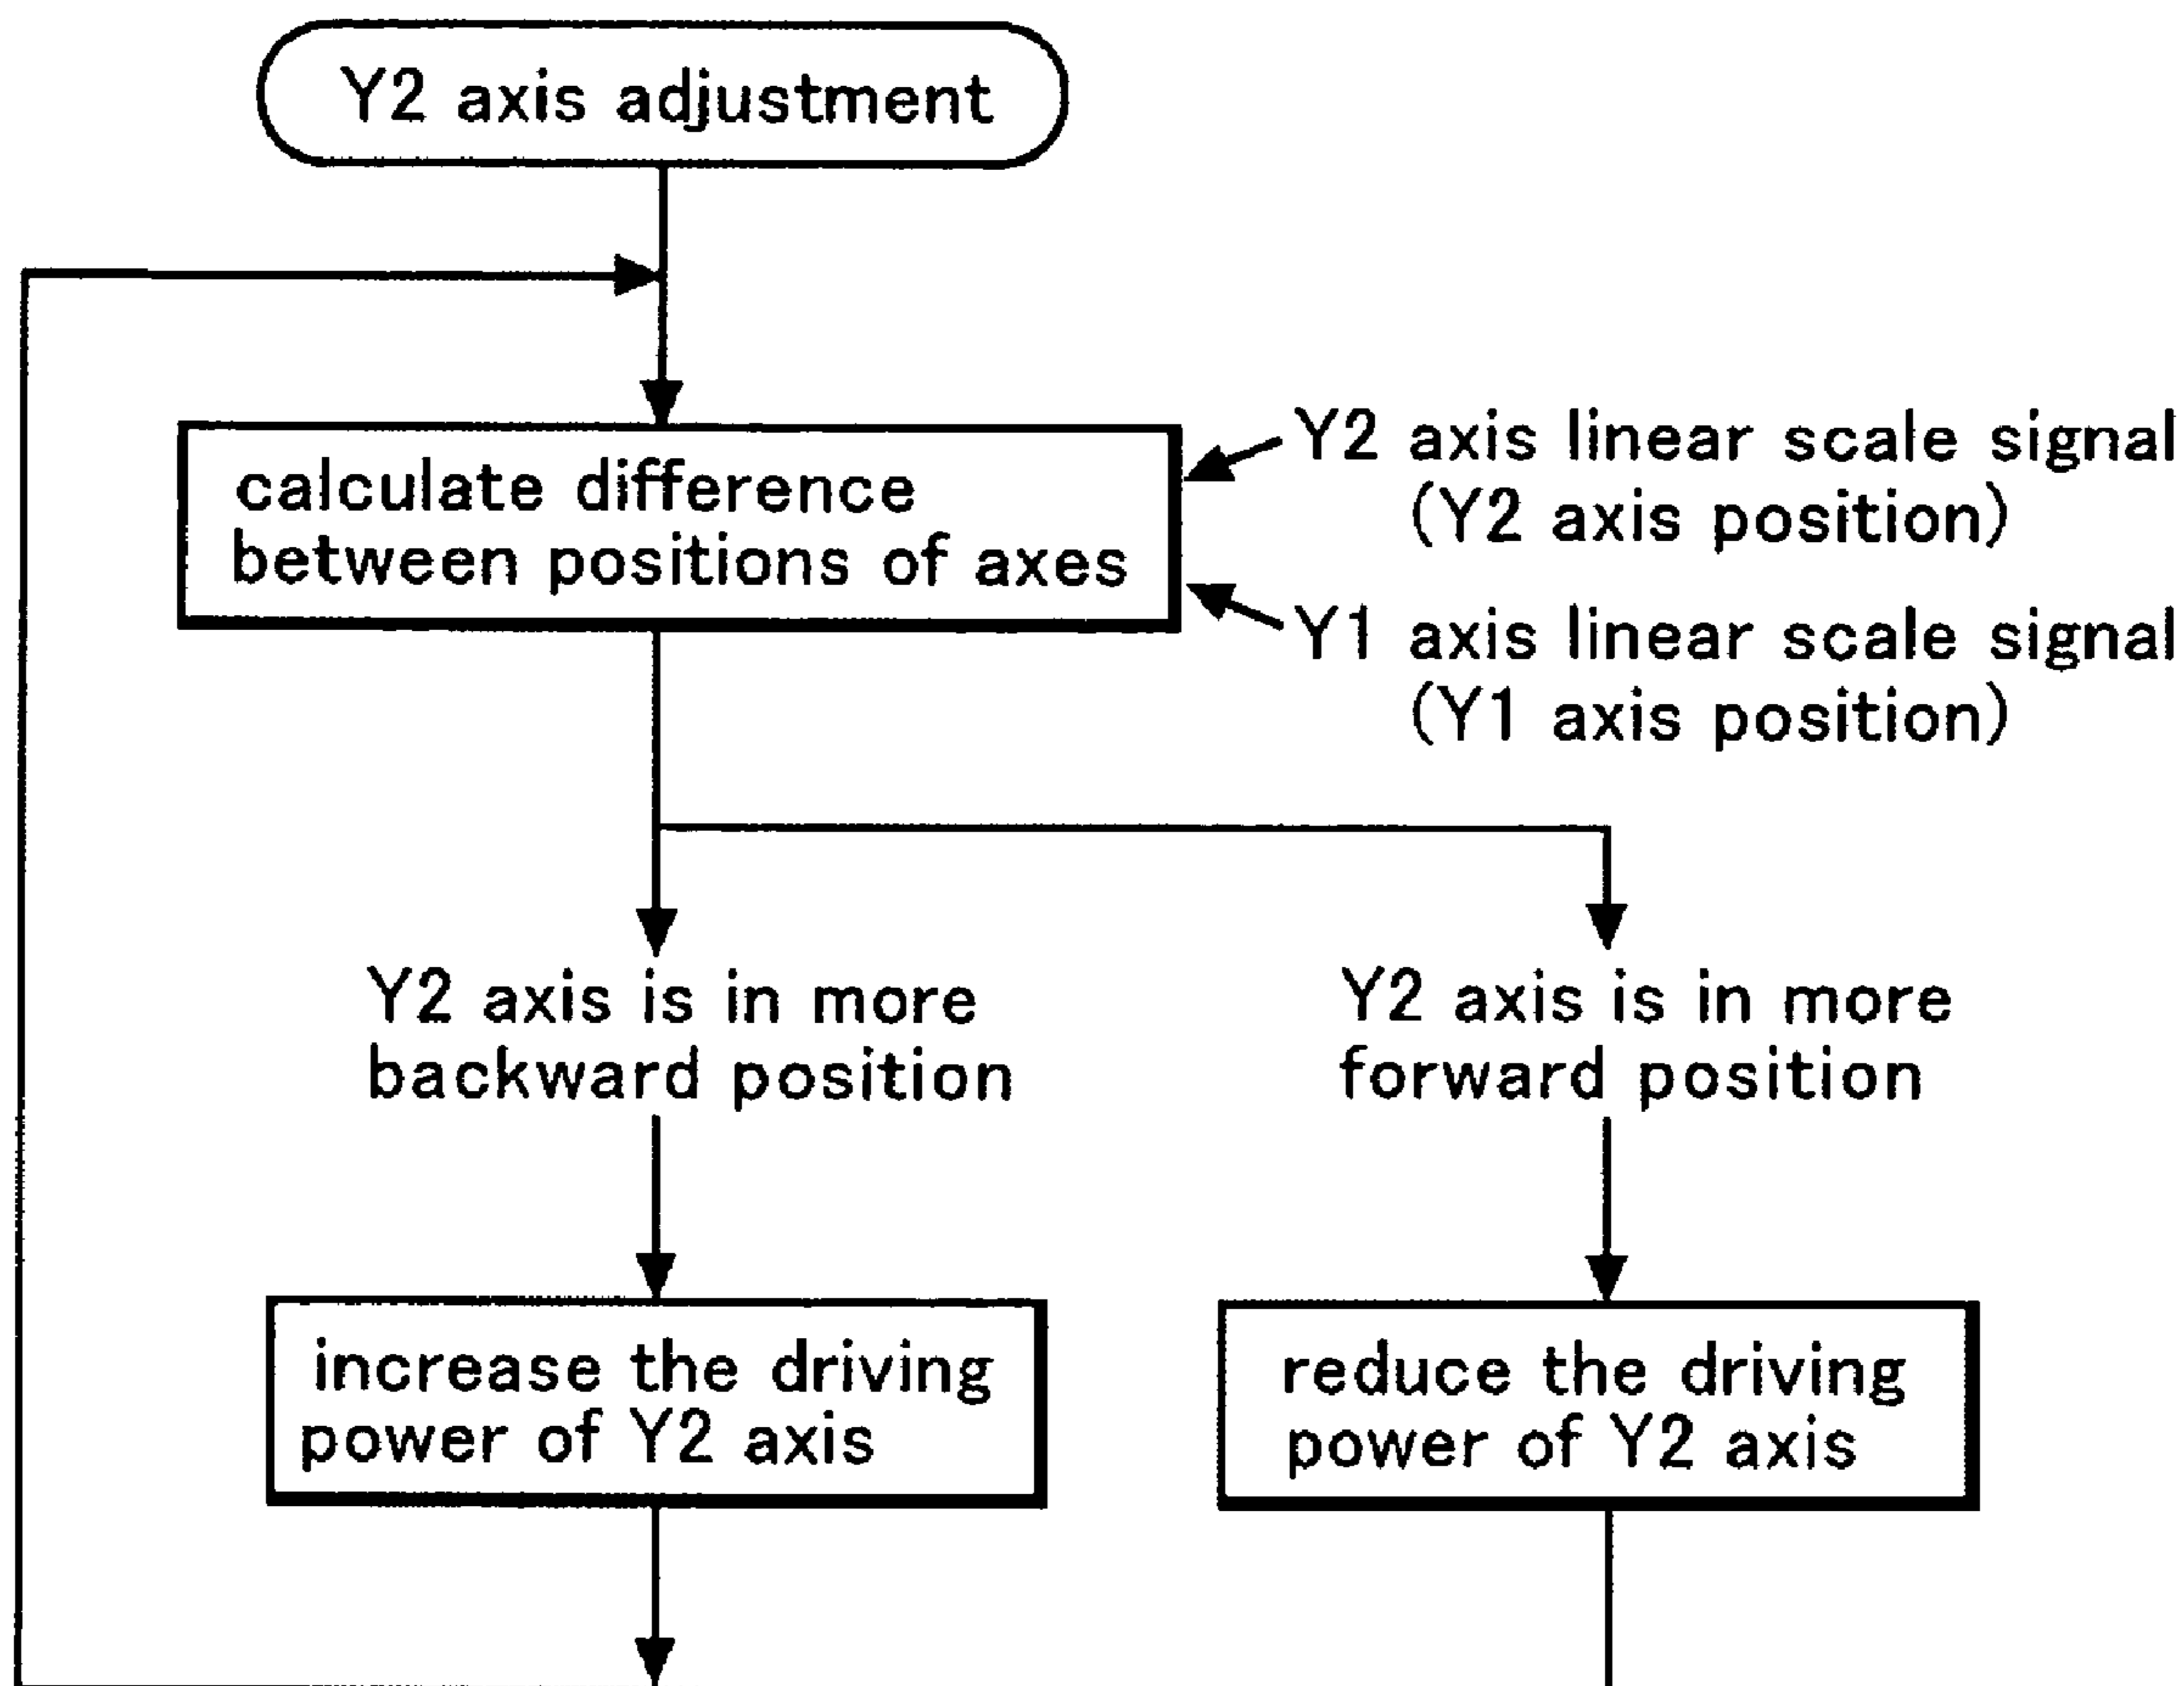 Y2 axis adjustment
calculate difference
between positions of axes
Y2 axis linear scale signal
(Y2 axis position)
Y1 axis linear scale signal
(Y1 axis position)
Y2 axis is in more
backward position
Y2 axis is in more
forward position
increase the driving
power of Y2 axis
reduce the driving
power of Y2 axis